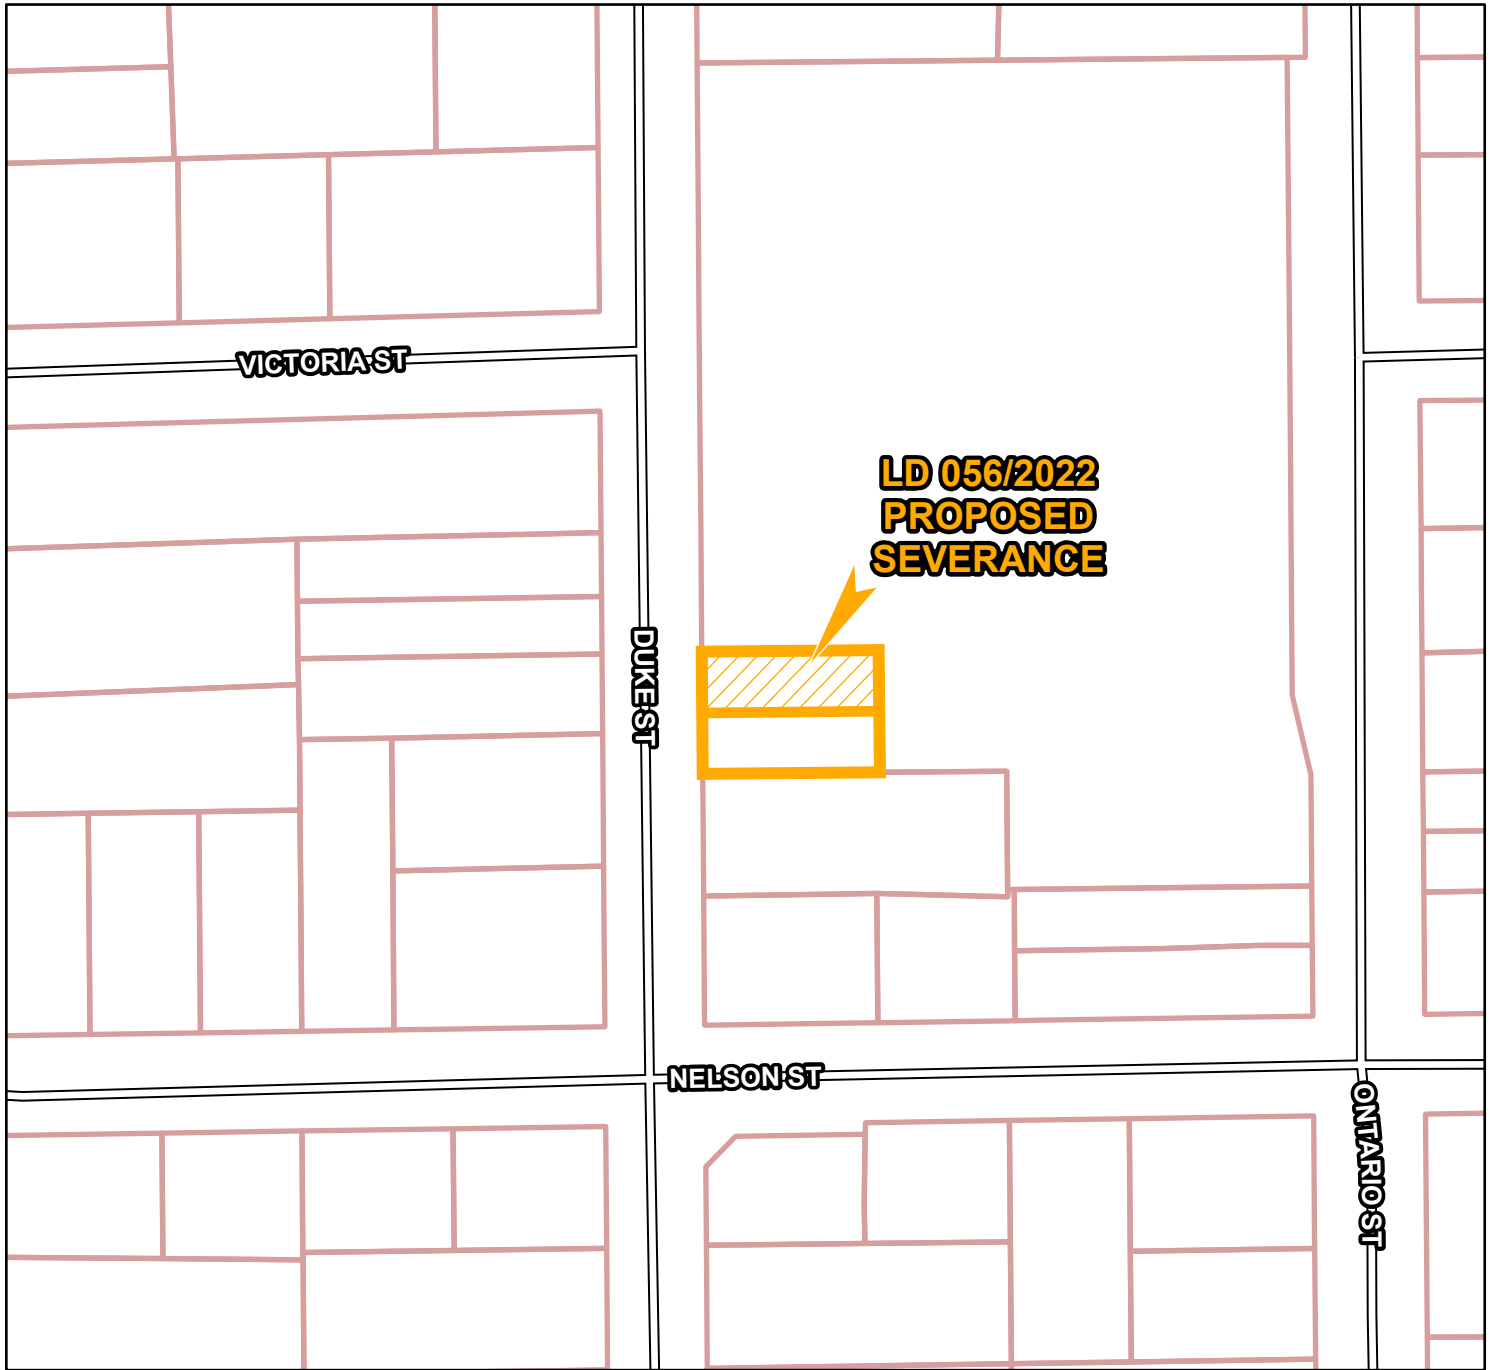 VICTORIA ST
LD 056/2022
PROPOSED
SEVERANCE
DUKE ST
NELSON ST
ONTARIO ST